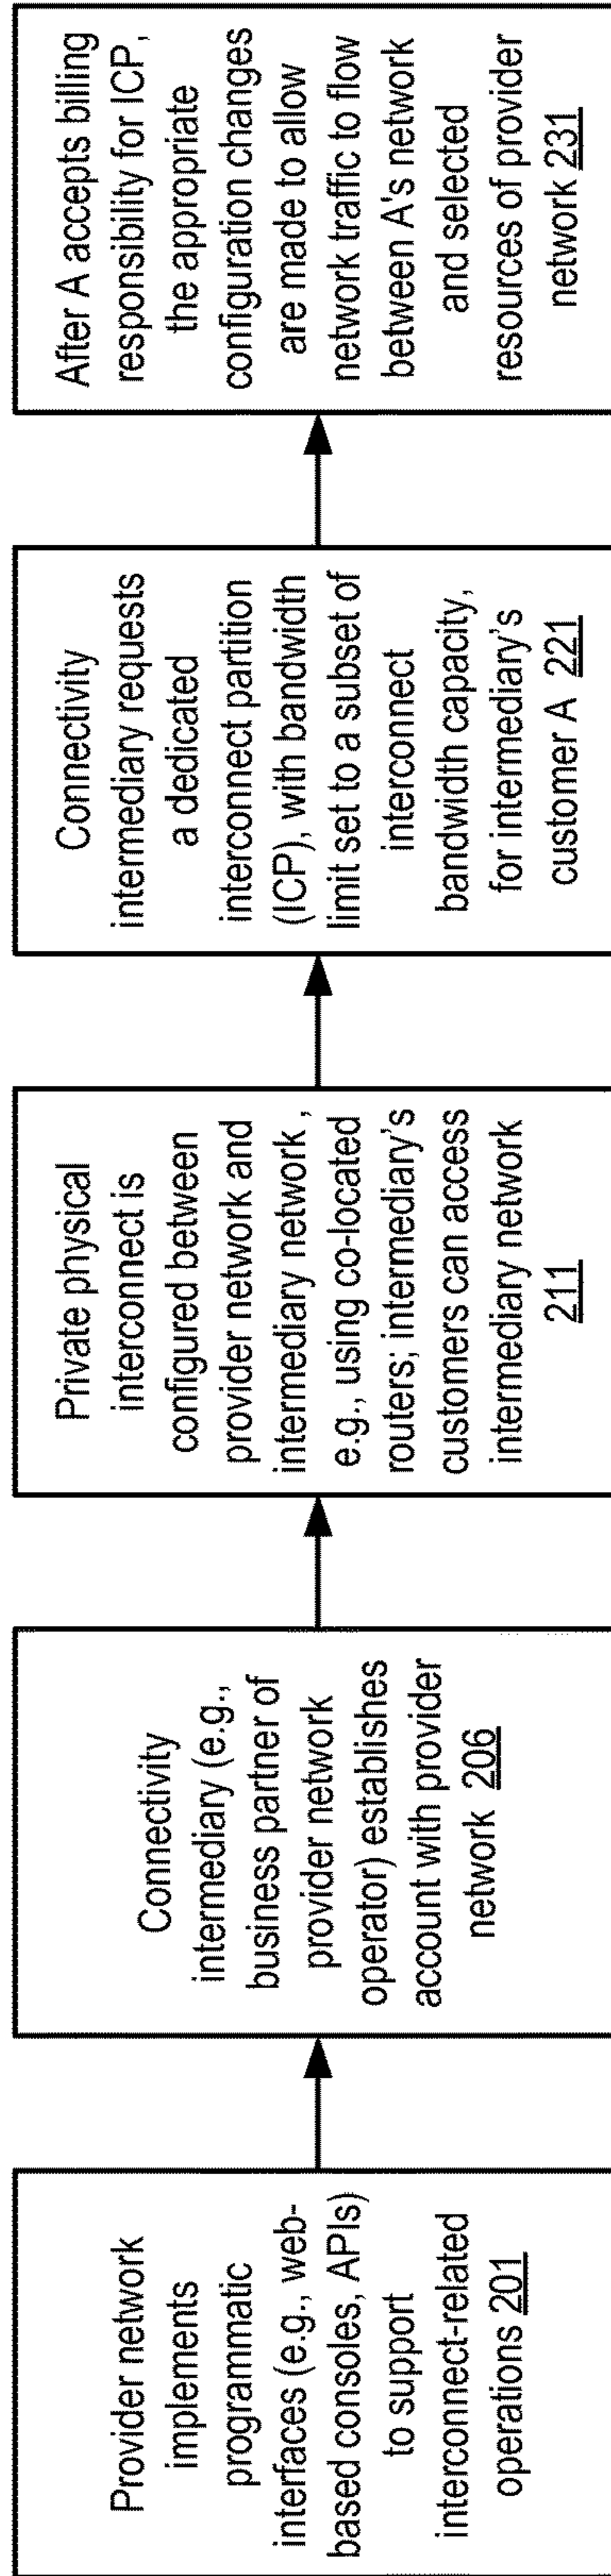 Provider network
implements
programmatic
interfaces (e.g., web-
based consoles, APIs)
to support
interconnect-related
operations 201
Connectivity
intermediary (e.g.,
business partner of
provider network
operator) establishes
account with provider
network 206
Private physical
interconnect is
configured between
provider network and
intermediary network ,
e.g., using co-located
routers; intermediary's
customers can access
intermediary network
211
Connectivity
intermediary requests
a dedicated
interconnect partition
(ICP), with bandwidth
limit set to a subset of
interconnect
bandwidth capacity,
for intermediary's
customer A 221
After A accepts billing
responsibility for ICP,
the appropriate
configuration changes
are made to allow
network traffic to flow
between A's network
and selected
resources of provider
network 231